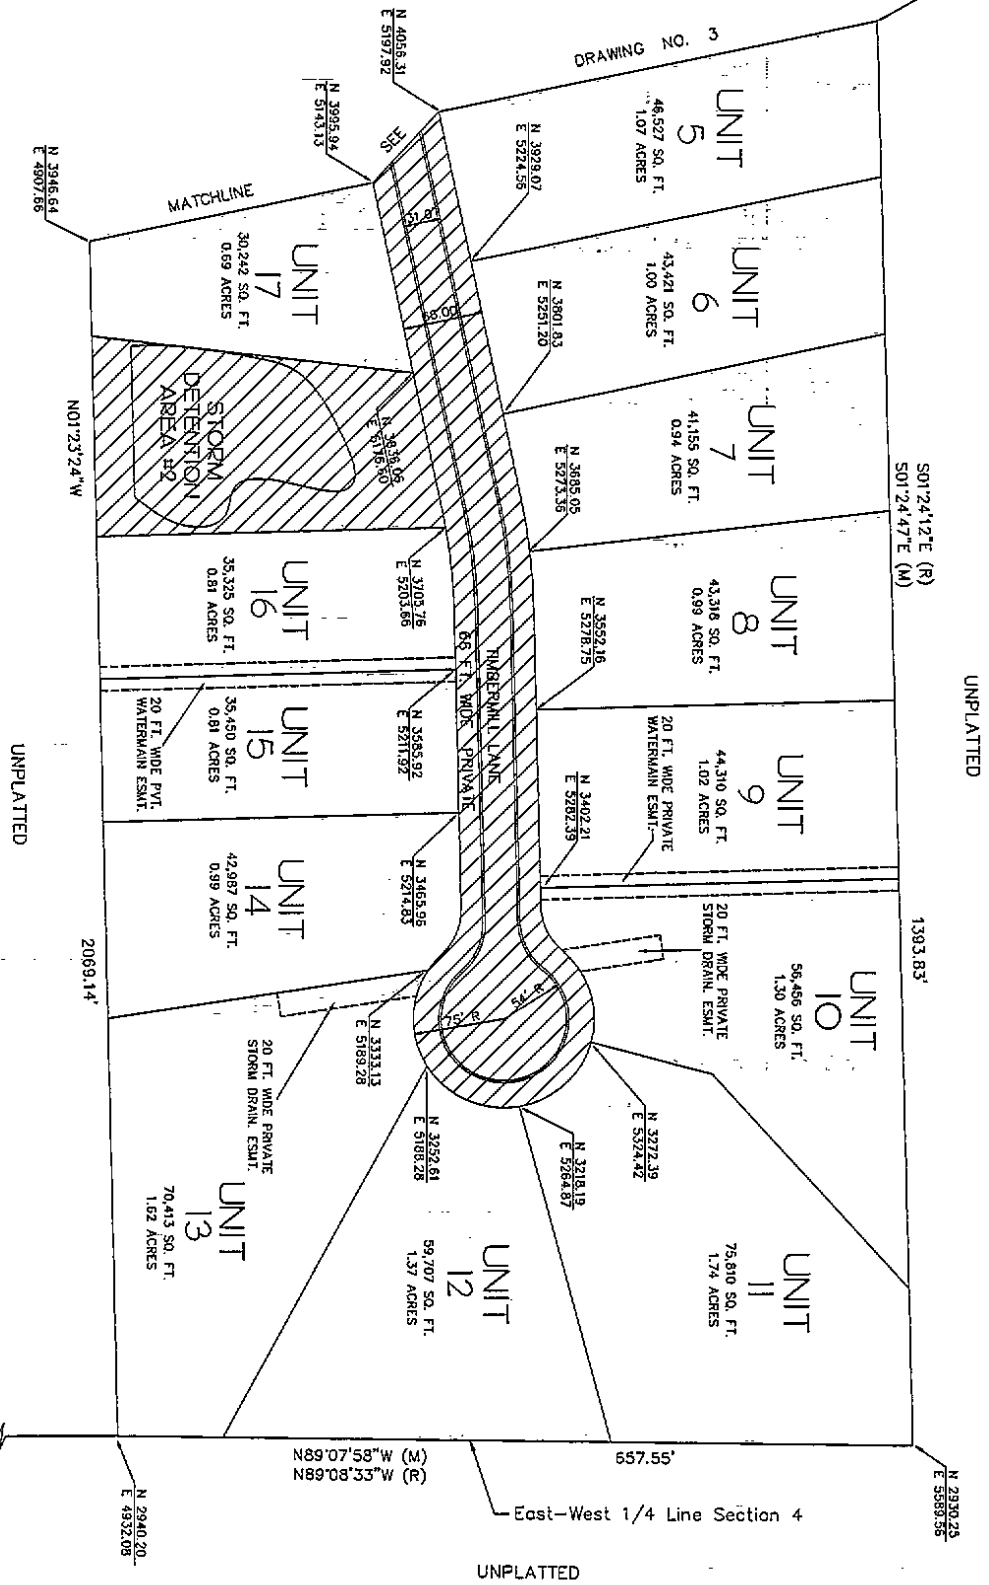 DRAWING NO. 3
SEE
MATCHLINE
N 4056.31
E 5197.92
N 3995.94
E 5143.13
N 3946.64
E 4907.66
N 3929.07
E 5224.56
UNIT
5
46,527 SQ. FT.
1.07 ACRES
UNIT
6
43,421 SQ. FT.
1.00 ACRES
N 3801.83
E 5251.20
UNIT
7
41,155 SQ. FT.
0.94 ACRES
N 3685.05
E 5273.36
S01°24'12"E (R)
S01°24'47"E (M)
UNIT
8
43,318 SQ. FT.
0.99 ACRES
N 3552.16
E 5278.75
UNPLATTED
UNIT
9
44,310 SQ. FT.
1.02 ACRES
20 FT. WIDE PRIVATE
WATERMAIN ESMT.
N 3402.21
E 5282.39
1393.83'
UNIT
10
56,456 SQ. FT.
1.30 ACRES
20 FT. WIDE PRIVATE
STORM DRAIN. ESMT.
N 3272.39
E 5324.42
N 3218.19
E 5264.87
UNIT
11
75,810 SQ. FT.
1.74 ACRES
31.0'
66.00'
TIMBERMILL LANE
66 FT. WIDE PRIVATE
54' R
75' R
UNIT
17
30,242 SQ. FT.
0.69 ACRES
STORM
DETENTION
AREA #2
N 3836.06
E 5176.60
N01°23'24"W
N 3705.76
E 5203.66
UNIT
16
35,325 SQ. FT.
0.81 ACRES
N 3585.92
E 5211.92
UNIT
15
35,450 SQ. FT.
0.81 ACRES
20 FT. WIDE PVT.
WATERMAIN ESMT.
UNPLATTED
N 3465.96
E 5214.83
UNIT
14
42,987 SQ. FT.
0.99 ACRES
2069.14'
N 3333.13
E 5189.28
20 FT. WIDE PRIVATE
STORM DRAIN. ESMT.
N 3252.61
E 5188.28
UNIT
13
70,413 SQ. FT.
1.62 ACRES
UNIT
12
59,707 SQ. FT.
1.37 ACRES
N89°07'58"W (M)
N89°08'33"W (R)
657.55'
N 2930.25
E 5589.56
N 2940.20
E 4932.08
East-West 1/4 Line Section 4
UNPLATTED